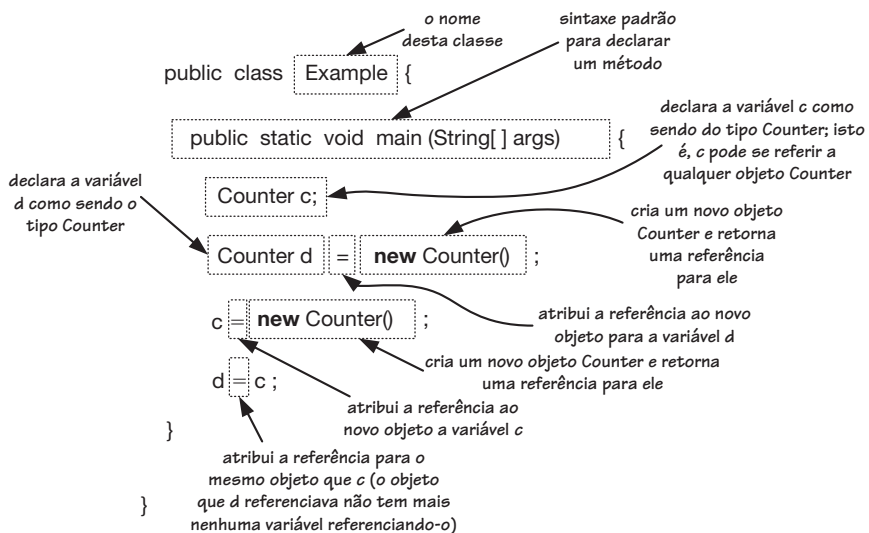 o nome
desta classe
sintaxe padrão
para declarar
um método
public class Example {
public static void main (String[ ] args) {
declara a variável c como
sendo do tipo Counter; isto
é, c pode se referir a
qualquer objeto Counter
declara a variável
d como sendo o
tipo Counter
Counter c;
cria um novo objeto
Counter e retorna
uma referência
para ele
Counter d = new Counter() ;
atribui a referência ao novo
objeto para a variável d
c = new Counter() ;
cria um novo objeto Counter e retorna
uma referência para ele
d = c ;
atribui a referência ao
novo objeto a variável c
}
atribui a referência para o
mesmo objeto que c (o objeto
que d referenciava não tem mais
nenhuma variável referenciando-o)
}